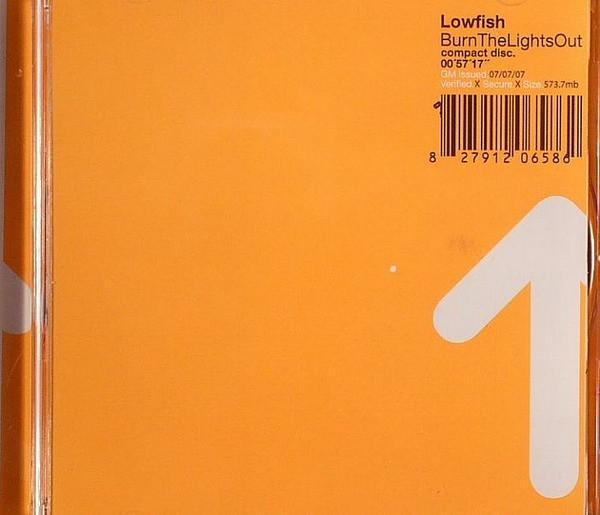 Lowfish
BurnTheLightsOut
compact disc.
00"57'17"
GM Issued.07/07/07
Verified.X Secure.X Size.573.7mb
8 27912 06586